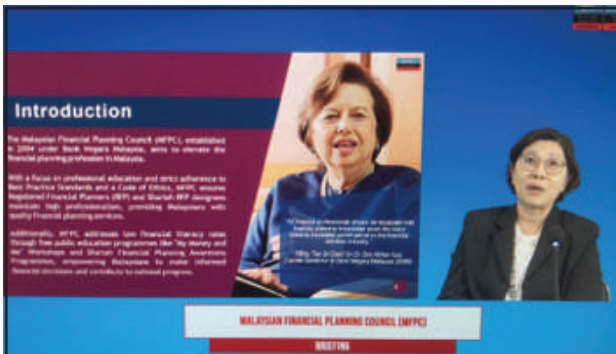 Introduction
The Malaysian Financial Planning Council (MFPC), established
in 2004 under Bank Negara Malaysia, aims to elevate the
financial planning profession in Malaysia.
With a focus on professional education and strict adherence to
Best Practice Standards and a Code of Ethics, MFPC ensures
Registered Financial Planners (RFP) and Shariah RFP designees
maintain high professionalism, providing Malaysians with
quality financial planning services.
Additionally, MFPC addresses low financial literacy rates
through free public education programmes like 'My Money and
Me' Workshops and Shariah Financial Planning Awareness
Programme, empowering Malaysians to make informed
financial decisions and contribute to national progress.
MALAYSIAN FINANCIAL PLANNING COUNCIL (MFPC)
BRIEFING